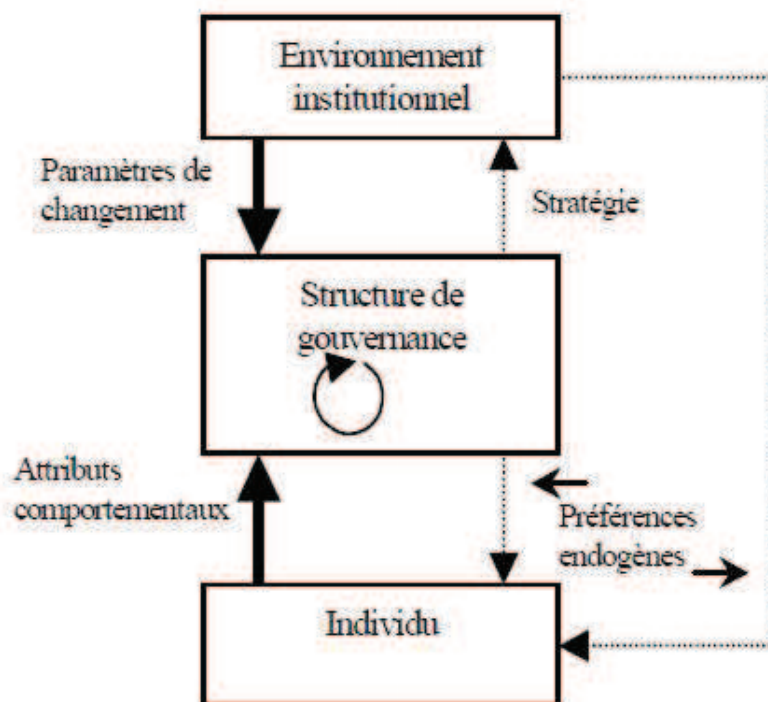 Environnement
institutionnel
Paramètres de
changement
Stratégie
Structure de
gouvernance
Attributs
comportementaux
Préférences
endogènes
Individu